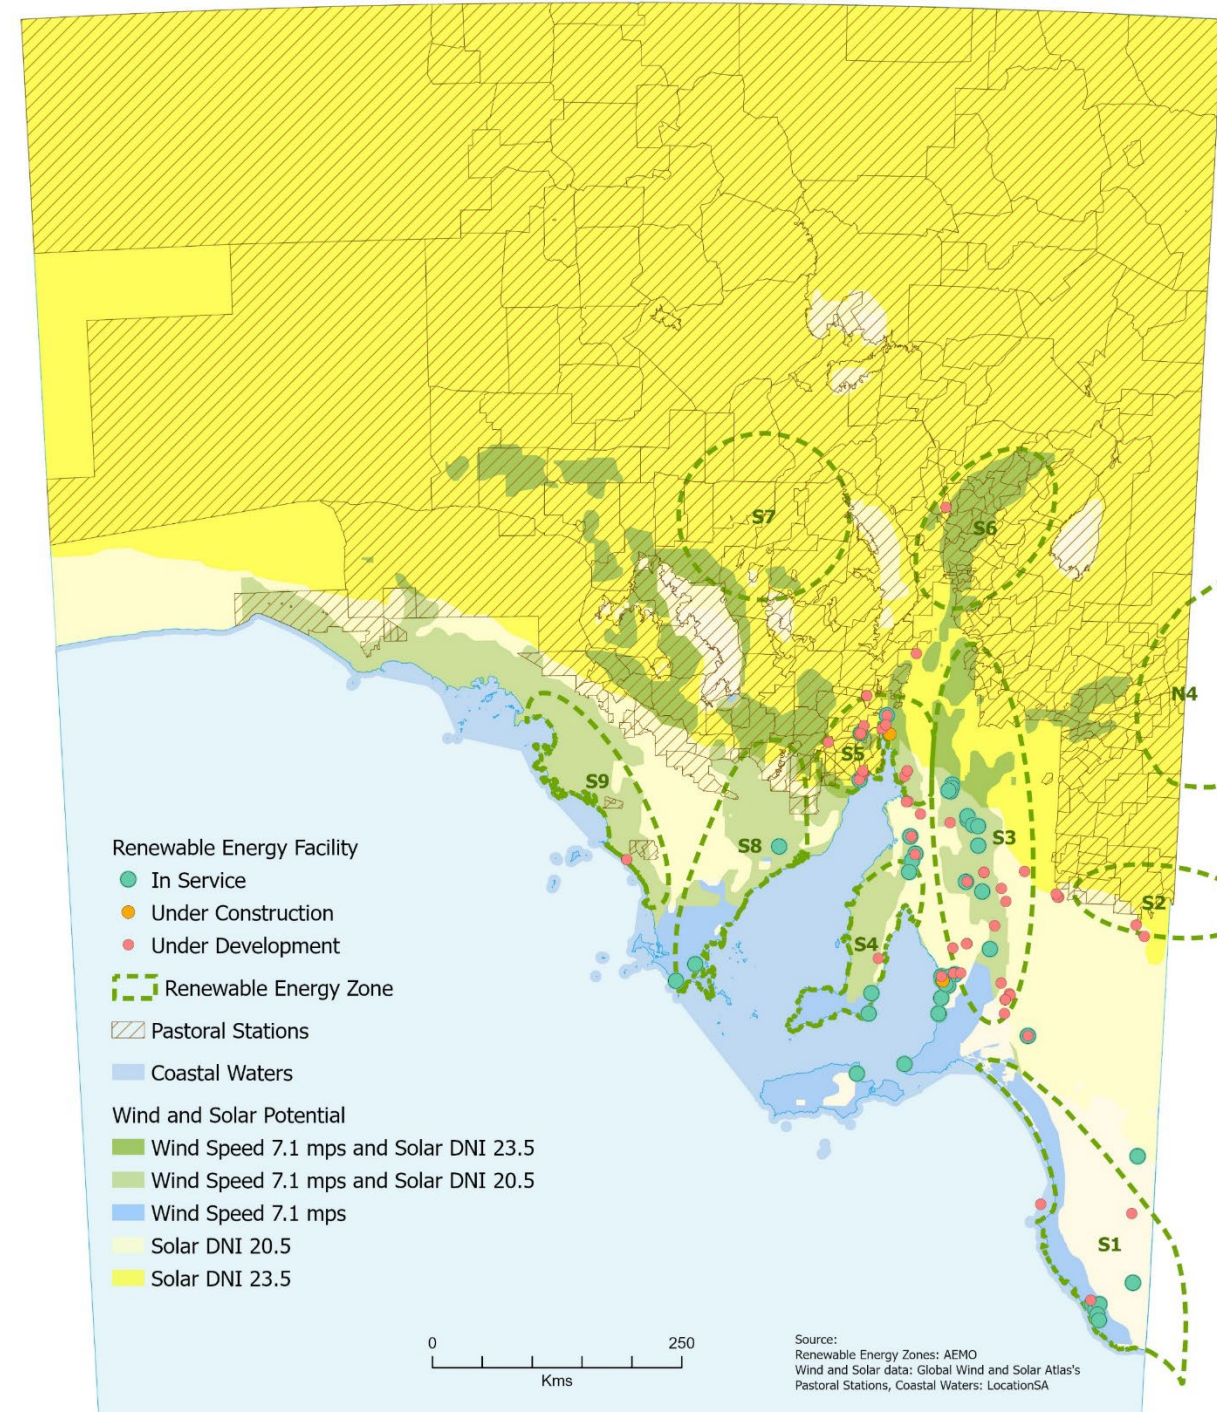 S7
S6
N4
S5
S9
S3
S8
S2
S4
S1
Renewable Energy Facility
In Service
Under Construction
Under Development
Renewable Energy Zone
Pastoral Stations
Coastal Waters
Wind and Solar Potential
Wind Speed 7.1 mps and Solar DNI 23.5
Wind Speed 7.1 mps and Solar DNI 20.5
Wind Speed 7.1 mps
Solar DNI 20.5
Solar DNI 23.5
0 250
Kms
Source:
Renewable Energy Zones: AEMO
Wind and Solar data: Global Wind and Solar Atlas's
Pastoral Stations, Coastal Waters: LocationSA